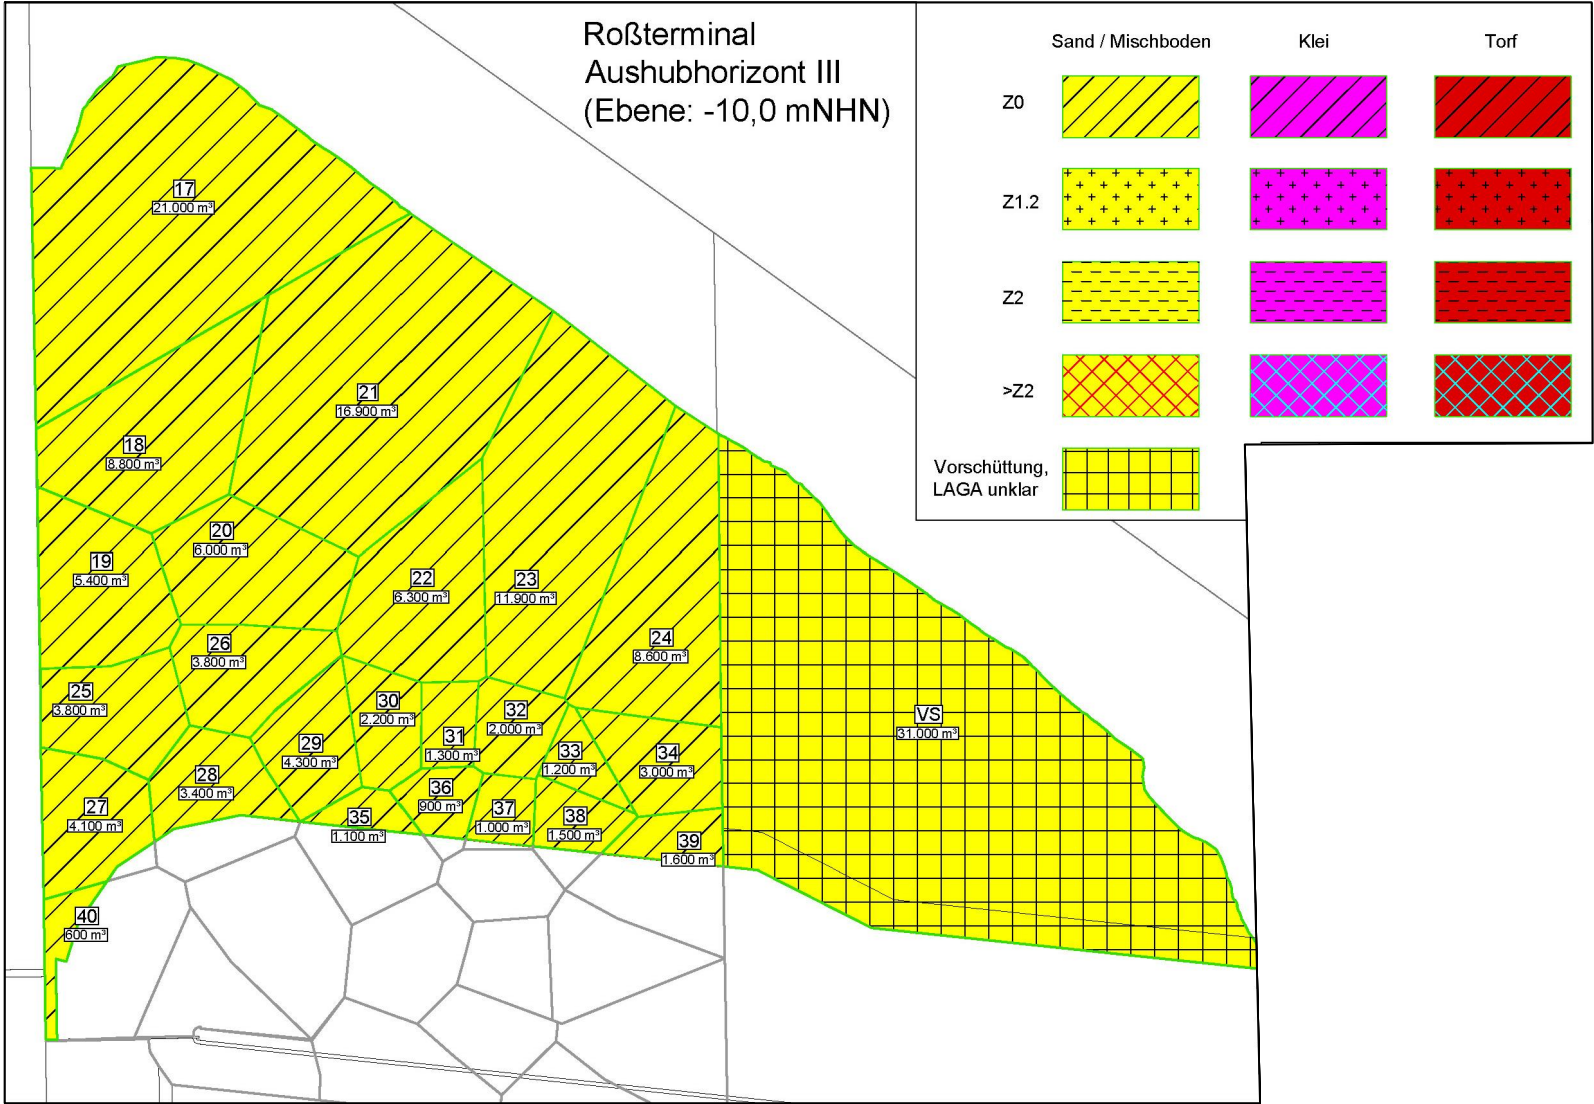 Roßterminal
Aushubhorizont III
(Ebene: -10,0 mNHN)
Sand / Mischboden
Klei
Torf
Z0
Z1.2
Z2
>Z2
Vorschüttung,
LAGA unklar
17
21.000 m³
18
8.800 m³
19
5.400 m³
20
6.000 m³
21
16.900 m³
22
6.300 m³
23
11.900 m³
24
8.600 m³
25
3.800 m³
26
3.800 m³
27
4.100 m³
28
3.400 m³
29
4.300 m³
30
2.200 m³
31
1.300 m³
32
2.000 m³
33
1.200 m³
34
3.000 m³
35
1.100 m³
36
900 m³
37
1.000 m³
38
1.500 m³
39
1.600 m³
40
600 m³
VS
31.000 m³